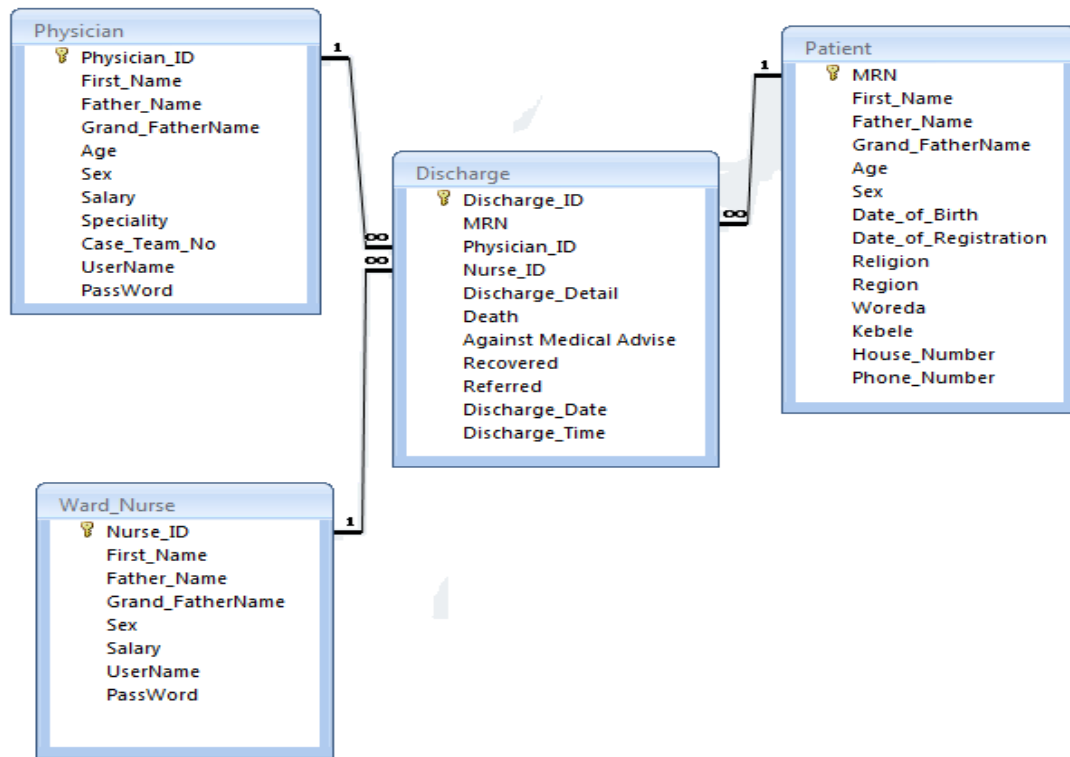 Physician
Physician_ID
First_Name
Father_Name
Grand_FatherName
Age
Sex
Salary
Speciality
Case_Team_No
UserName
PassWord
1
∞
∞
Discharge
Discharge_ID
MRN
Physician_ID
Nurse_ID
Discharge_Detail
Death
Against Medical Advise
Recovered
Referred
Discharge_Date
Discharge_Time
1
∞
Patient
MRN
First_Name
Father_Name
Grand_FatherName
Age
Sex
Date_of_Birth
Date_of_Registration
Religion
Region
Woreda
Kebele
House_Number
Phone_Number
Ward_Nurse
Nurse_ID
First_Name
Father_Name
Grand_FatherName
Sex
Salary
UserName
PassWord
1